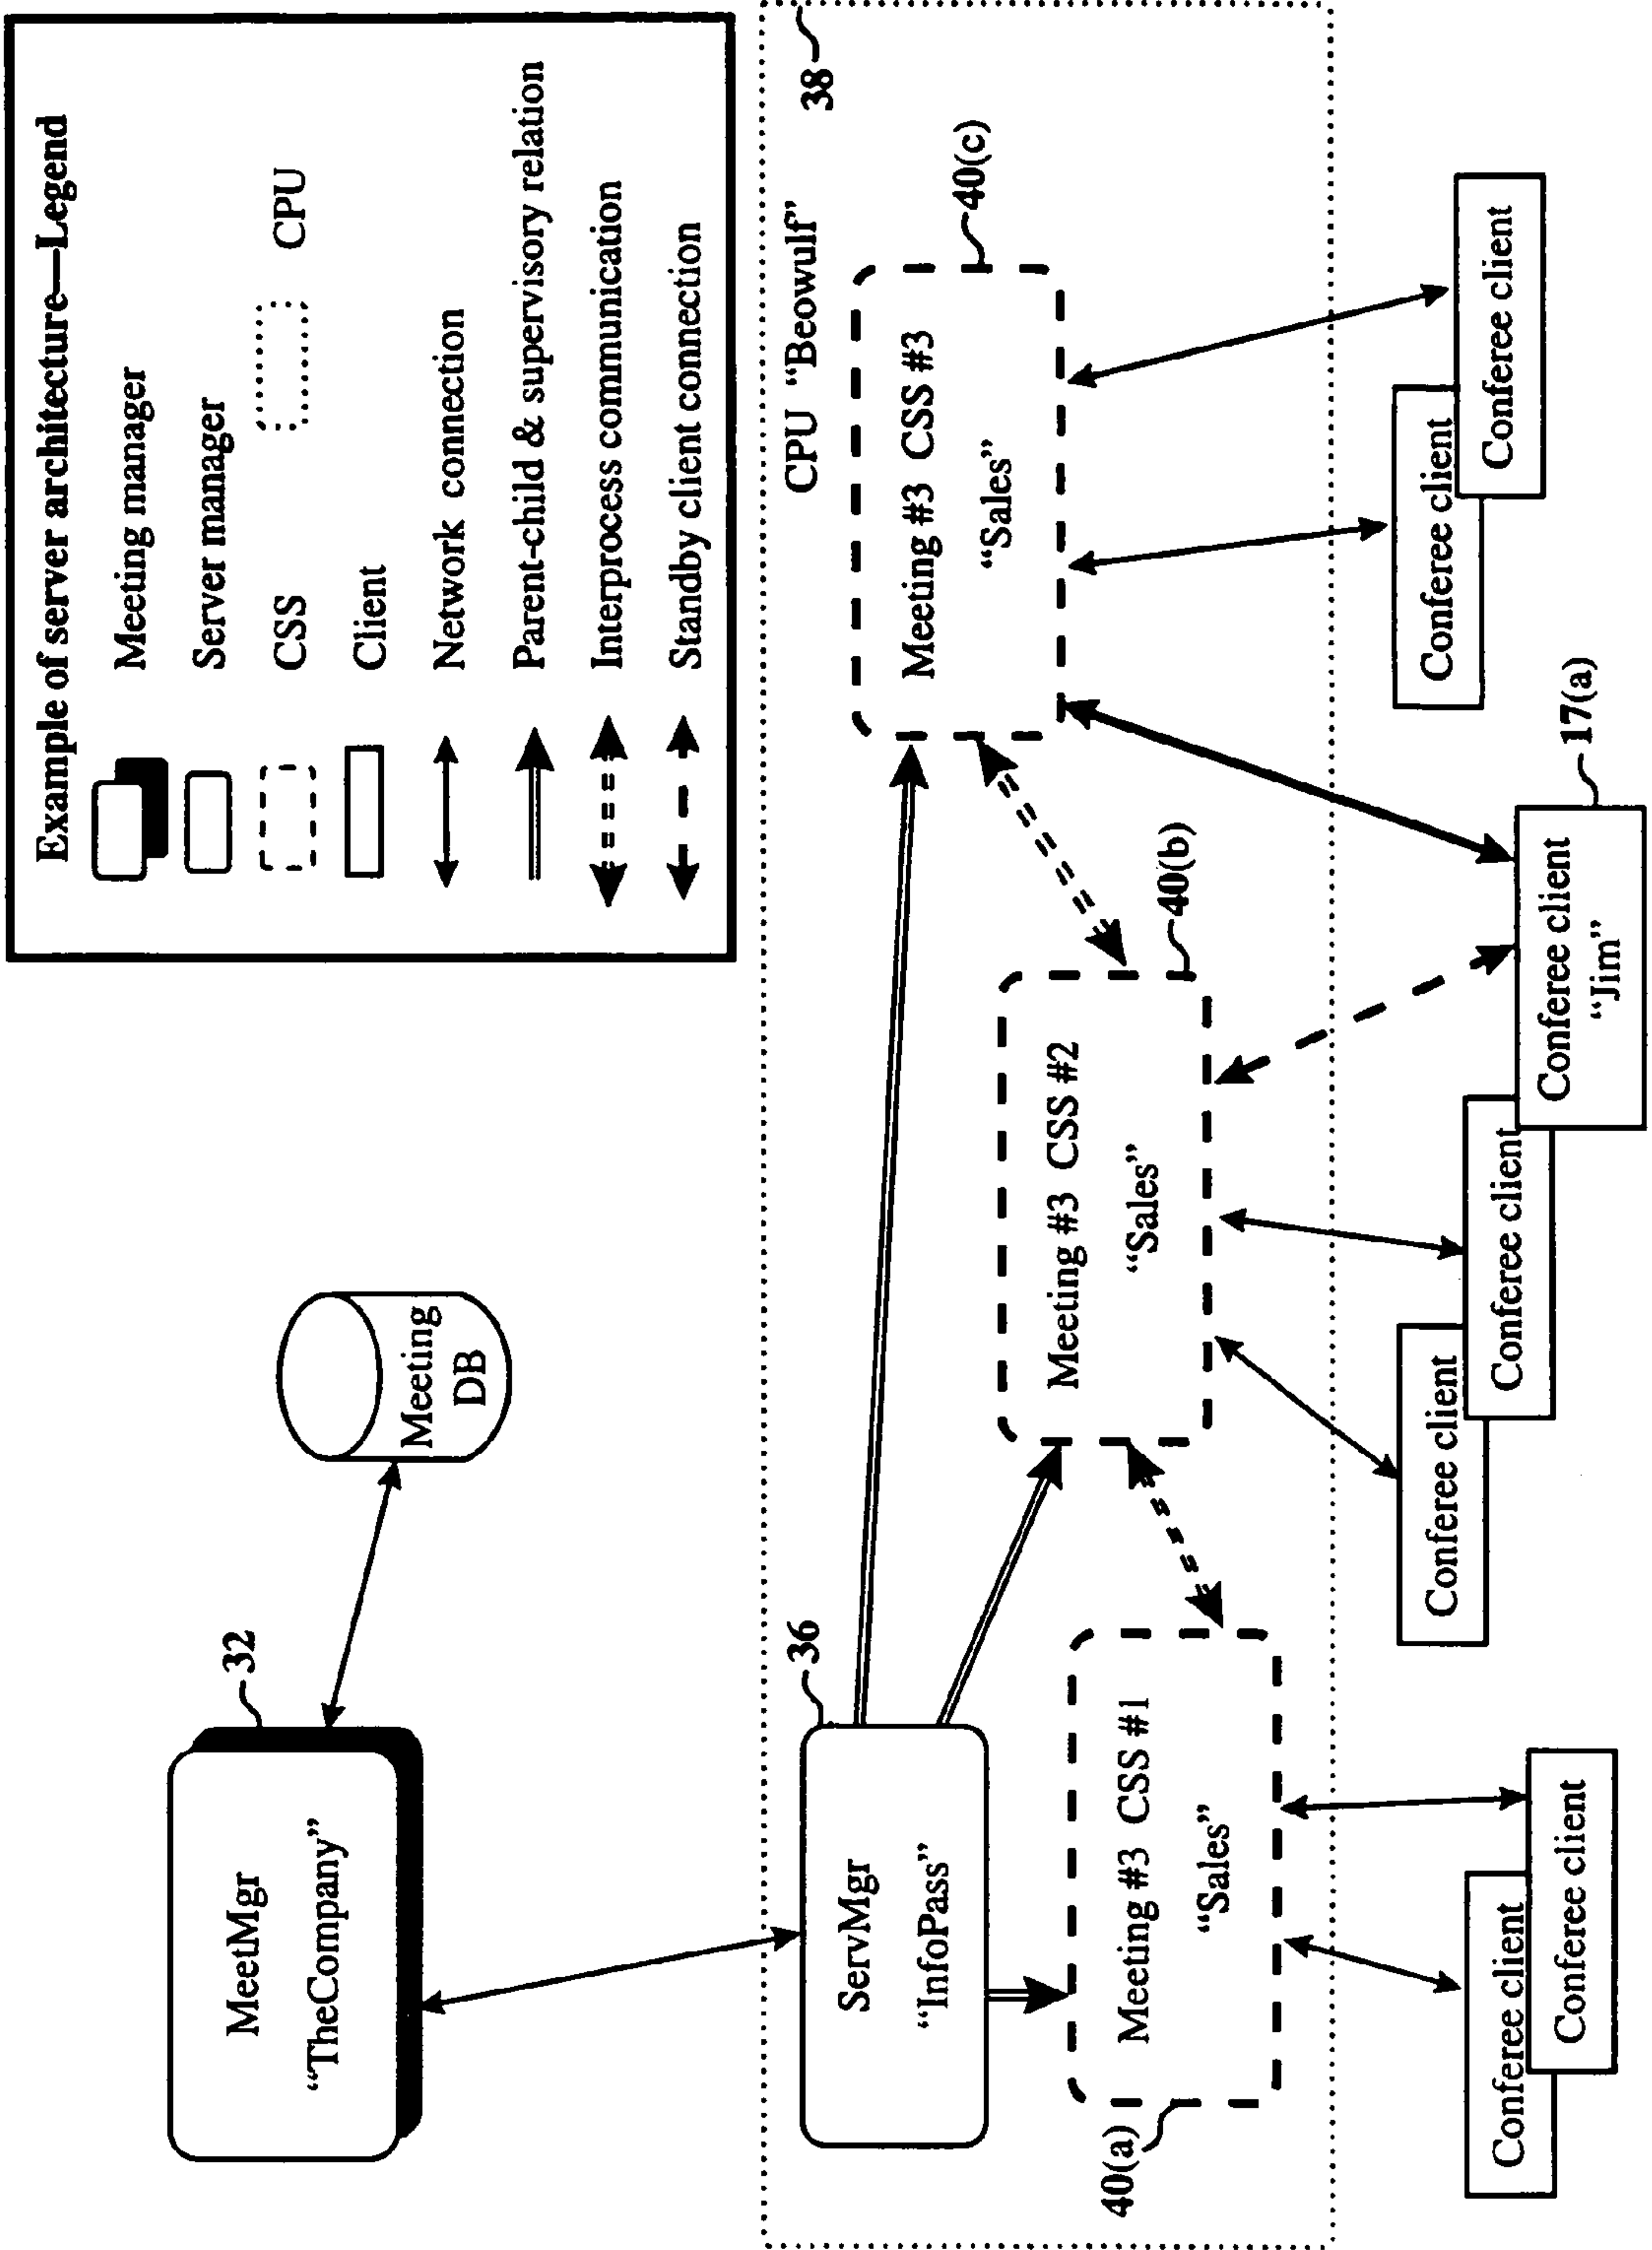 Example of server architecture—Legend
Meeting manager
Server manager
CSS
CPU
Client
Network connection
Parent-child & supervisory relation
Interprocess communication
Standby client connection
MeetMgr
“TheCompany”
32
Meeting
DB
38
CPU “Beowulf”
ServMgr
“InfoPass”
36
Meeting #3 CSS #1
“Sales”
40(a)
Meeting #3 CSS #2
“Sales”
40(b)
Meeting #3 CSS #3
“Sales”
40(c)
Conferee client
Conferee client
Conferee client
Conferee client
Conferee client
“Jim”
17(a)
Conferee client
Conferee client